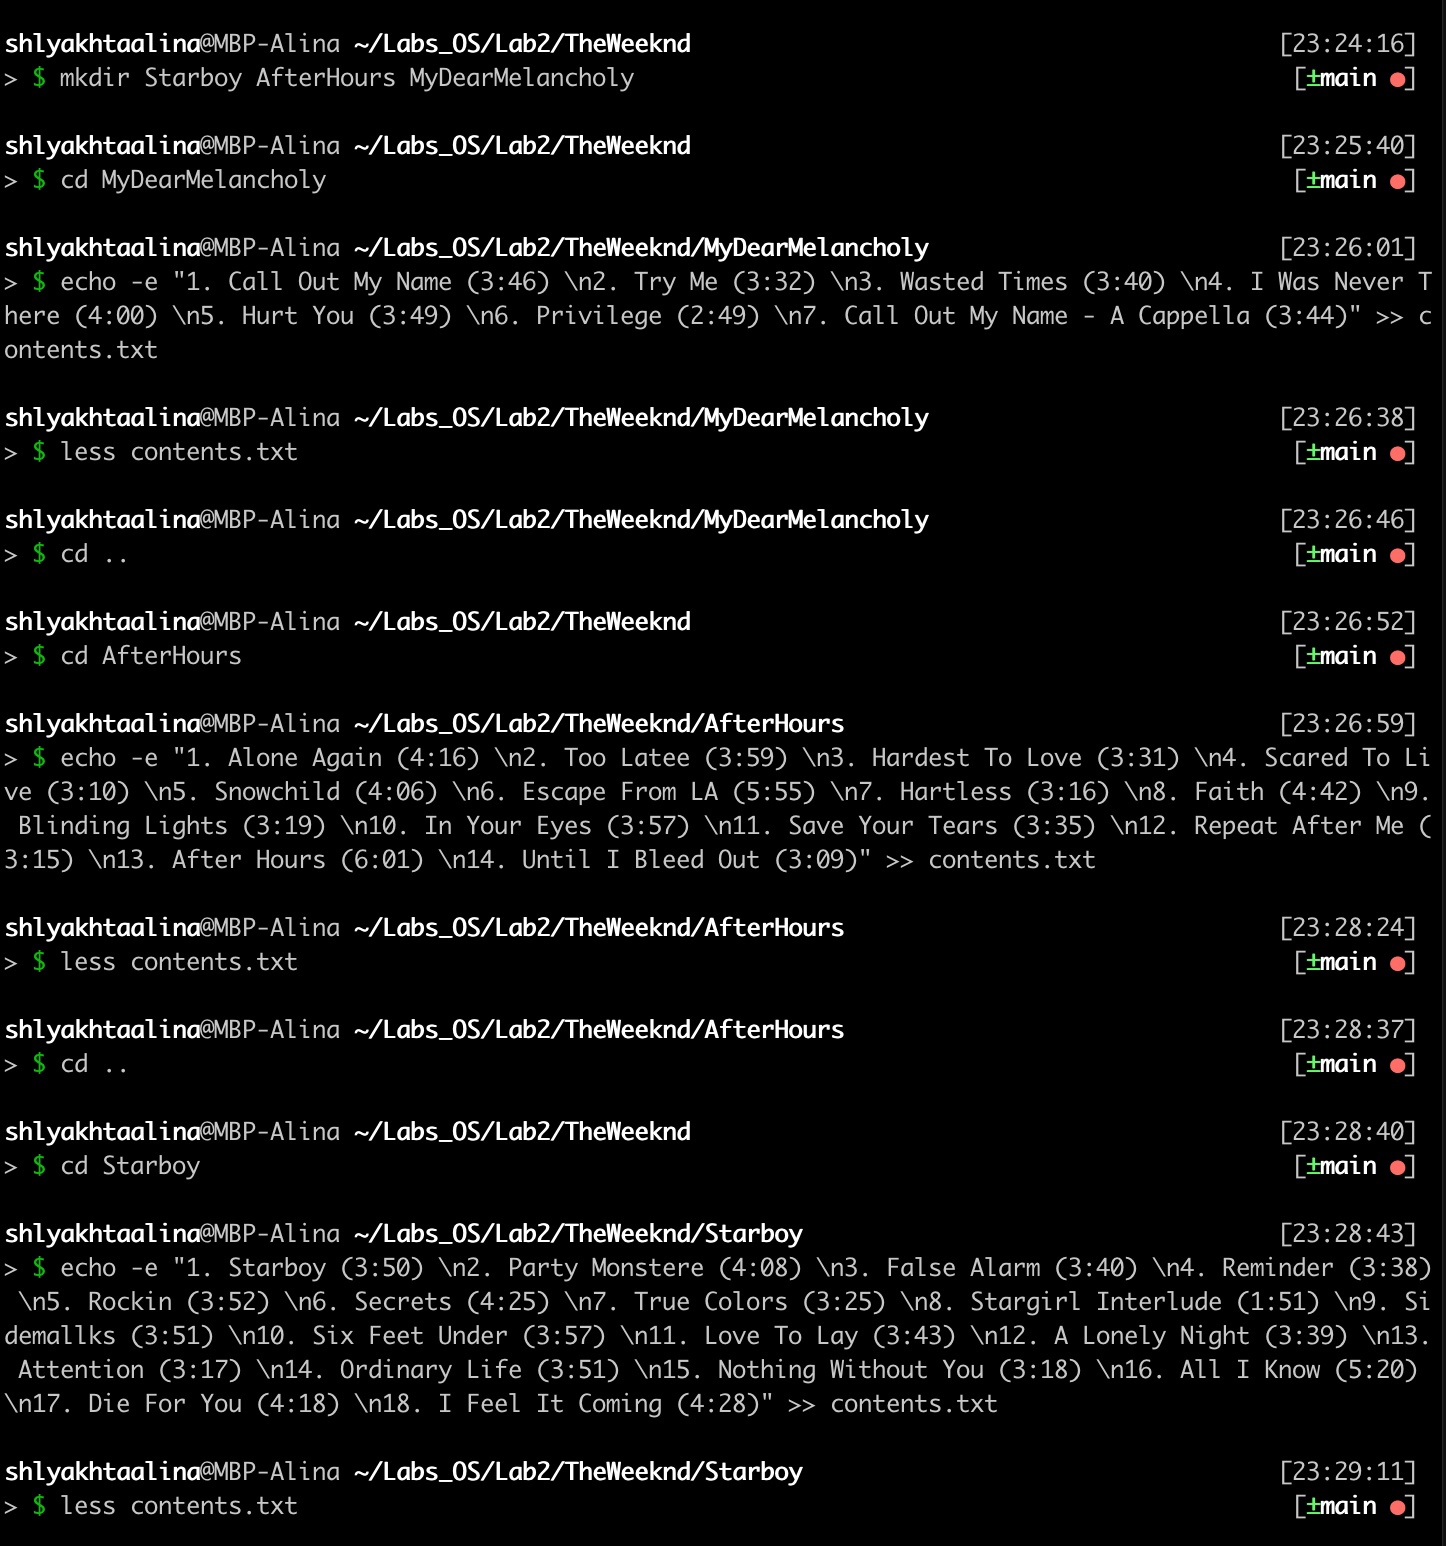 shlyakhtaalina@MBP-Alina ~/Labs_OS/Lab2/TheWeeknd [23:24:16]
> $ mkdir Starboy AfterHours MyDearMelancholy [±main ●]
shlyakhtaalina@MBP-Alina ~/Labs_OS/Lab2/TheWeeknd [23:25:40]
> $ cd MyDearMelancholy [±main ●]
shlyakhtaalina@MBP-Alina ~/Labs_OS/Lab2/TheWeeknd/MyDearMelancholy [23:26:01]
> $ echo -e "1. Call Out My Name (3:46) \n2. Try Me (3:32) \n3. Wasted Times (3:40) \n4. I Was Never T
here (4:00) \n5. Hurt You (3:49) \n6. Privilege (2:49) \n7. Call Out My Name - A Cappella (3:44)" >> c
ontents.txt
shlyakhtaalina@MBP-Alina ~/Labs_OS/Lab2/TheWeeknd/MyDearMelancholy [23:26:38]
> $ less contents.txt [±main ●]
shlyakhtaalina@MBP-Alina ~/Labs_OS/Lab2/TheWeeknd/MyDearMelancholy [23:26:46]
> $ cd .. [±main ●]
shlyakhtaalina@MBP-Alina ~/Labs_OS/Lab2/TheWeeknd [23:26:52]
> $ cd AfterHours [±main ●]
shlyakhtaalina@MBP-Alina ~/Labs_OS/Lab2/TheWeeknd/AfterHours [23:26:59]
> $ echo -e "1. Alone Again (4:16) \n2. Too Latee (3:59) \n3. Hardest To Love (3:31) \n4. Scared To Li
ve (3:10) \n5. Snowchild (4:06) \n6. Escape From LA (5:55) \n7. Hartless (3:16) \n8. Faith (4:42) \n9.
 Blinding Lights (3:19) \n10. In Your Eyes (3:57) \n11. Save Your Tears (3:35) \n12. Repeat After Me (
3:15) \n13. After Hours (6:01) \n14. Until I Bleed Out (3:09)" >> contents.txt
shlyakhtaalina@MBP-Alina ~/Labs_OS/Lab2/TheWeeknd/AfterHours [23:28:24]
> $ less contents.txt [±main ●]
shlyakhtaalina@MBP-Alina ~/Labs_OS/Lab2/TheWeeknd/AfterHours [23:28:37]
> $ cd .. [±main ●]
shlyakhtaalina@MBP-Alina ~/Labs_OS/Lab2/TheWeeknd [23:28:40]
> $ cd Starboy [±main ●]
shlyakhtaalina@MBP-Alina ~/Labs_OS/Lab2/TheWeeknd/Starboy [23:28:43]
> $ echo -e "1. Starboy (3:50) \n2. Party Monstere (4:08) \n3. False Alarm (3:40) \n4. Reminder (3:38)
 \n5. Rockin (3:52) \n6. Secrets (4:25) \n7. True Colors (3:25) \n8. Stargirl Interlude (1:51) \n9. Si
demallks (3:51) \n10. Six Feet Under (3:57) \n11. Love To Lay (3:43) \n12. A Lonely Night (3:39) \n13.
 Attention (3:17) \n14. Ordinary Life (3:51) \n15. Nothing Without You (3:18) \n16. All I Know (5:20)
\n17. Die For You (4:18) \n18. I Feel It Coming (4:28)" >> contents.txt
shlyakhtaalina@MBP-Alina ~/Labs_OS/Lab2/TheWeeknd/Starboy [23:29:11]
> $ less contents.txt [±main ●]